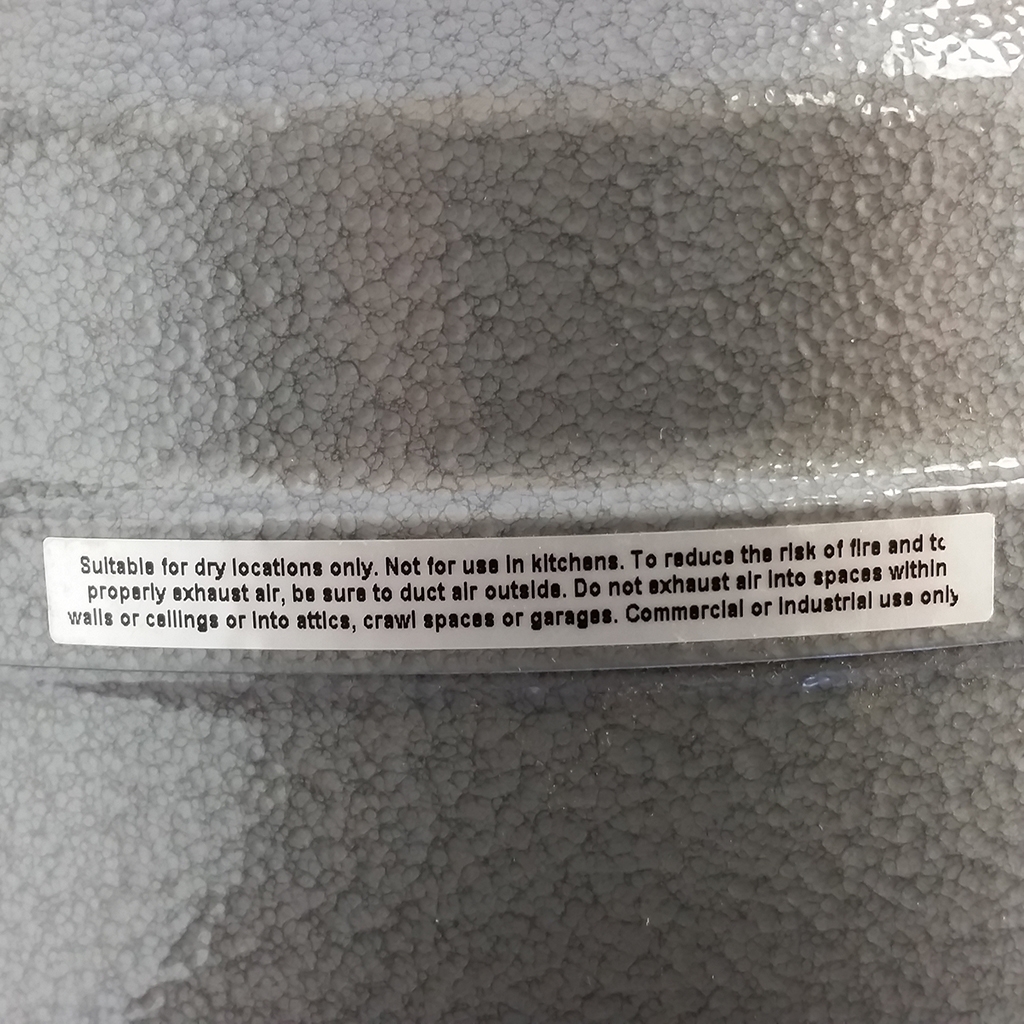 Suitable for dry locations only. Not for use in kitchens. To reduce the risk of fire and to
properly exhaust air, be sure to duct air outside. Do not exhaust air into spaces within
walls or ceilings or into attics, crawl spaces or garages. Commercial or industrial use only